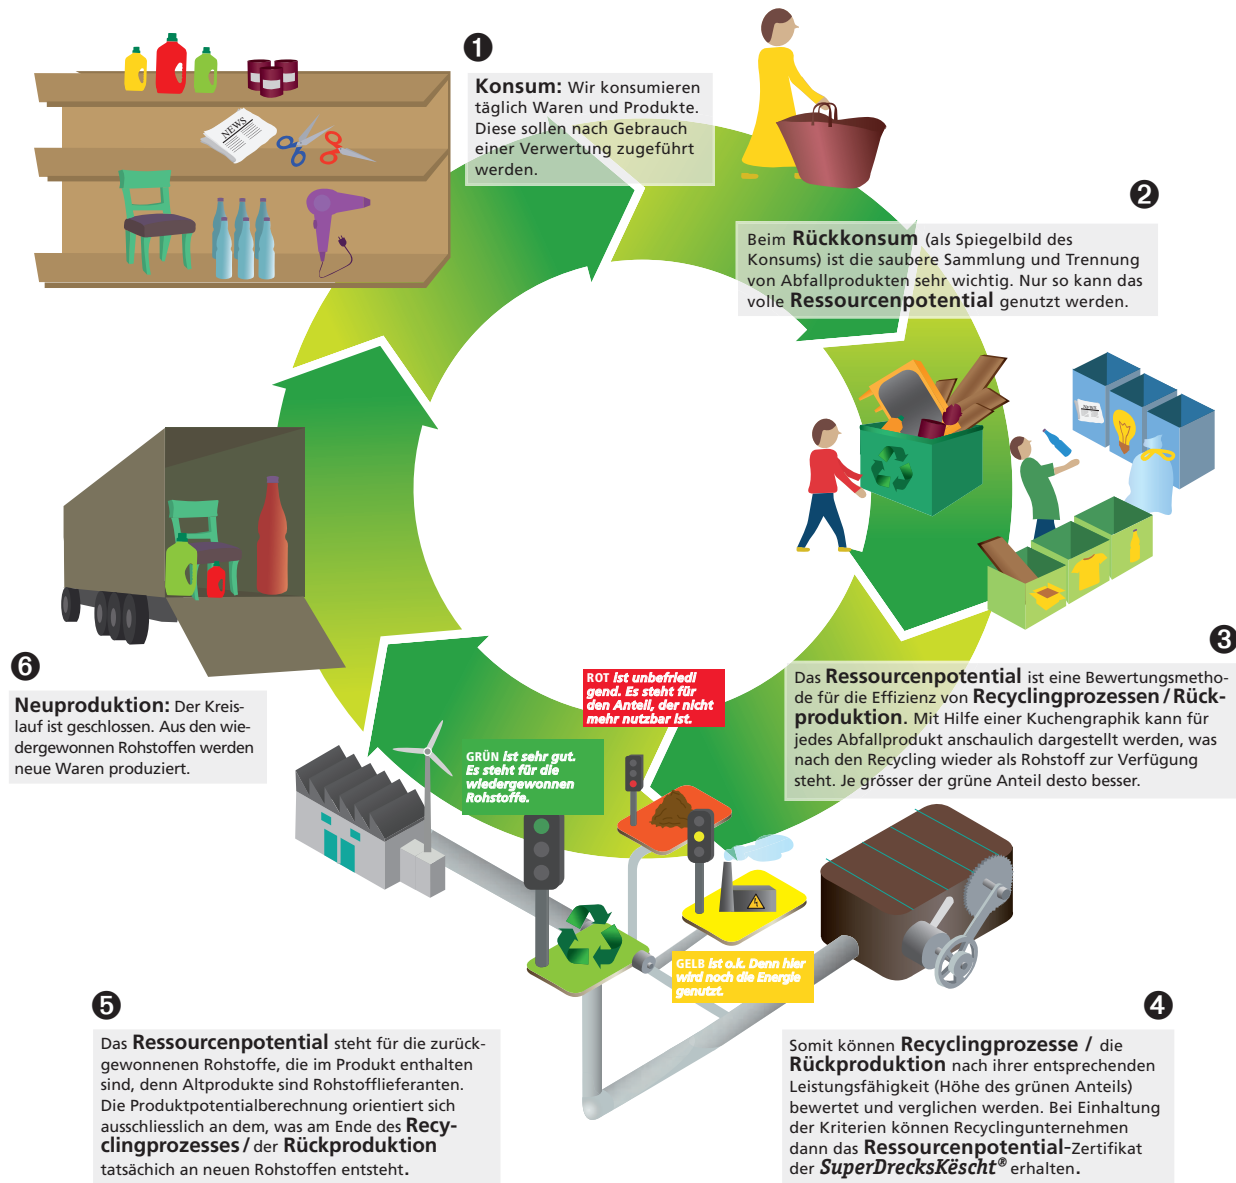 ❶
Konsum: Wir konsumieren
täglich Waren und Produkte.
Diese sollen nach Gebrauch
einer Verwertung zugeführt
werden.
NEWS
❷
Beim Rückkonsum (als Spiegelbild des
Konsums) ist die saubere Sammlung und Trennung
von Abfallprodukten sehr wichtig. Nur so kann das
volle Ressourcenpotential genutzt werden.
NEWS
❸
Das Ressourcenpotential ist eine Bewertungsmetho-
de für die Effizienz von Recyclingprozessen / Rück-
produktion. Mit Hilfe einer Kuchengraphik kann für
jedes Abfallprodukt anschaulich dargestellt werden, was
nach den Recycling wieder als Rohstoff zur Verfügung
steht. Je grösser der grüne Anteil desto besser.
ROT ist unbefriedi
gend. Es steht für
den Anteil, der nicht
mehr nutzbar ist.
GRÜN ist sehr gut.
Es steht für die
wiedergewonnen
Rohstoffe.
GELB ist o.k. Denn hier
wird noch die Energie
genutzt.
❹
Somit können Recyclingprozesse / die
Rückproduktion nach ihrer entsprechenden
Leistungsfähigkeit (Höhe des grünen Anteils)
bewertet und verglichen werden. Bei Einhaltung
der Kriterien können Recyclingunternehmen
dann das Ressourcenpotential-Zertifikat
der SuperDrecksKëscht® erhalten.
❺
Das Ressourcenpotential steht für die zurück-
gewonnenen Rohstoffe, die im Produkt enthalten
sind, denn Altprodukte sind Rohstofflieferanten.
Die Produktpotentialberechnung orientiert sich
ausschliesslich an dem, was am Ende des Recy-
clingprozesses / der Rückproduktion
tatsächich an neuen Rohstoffen entsteht.
❻
Neuproduktion: Der Kreis-
lauf ist geschlossen. Aus den wie-
dergewonnen Rohstoffen werden
neue Waren produziert.